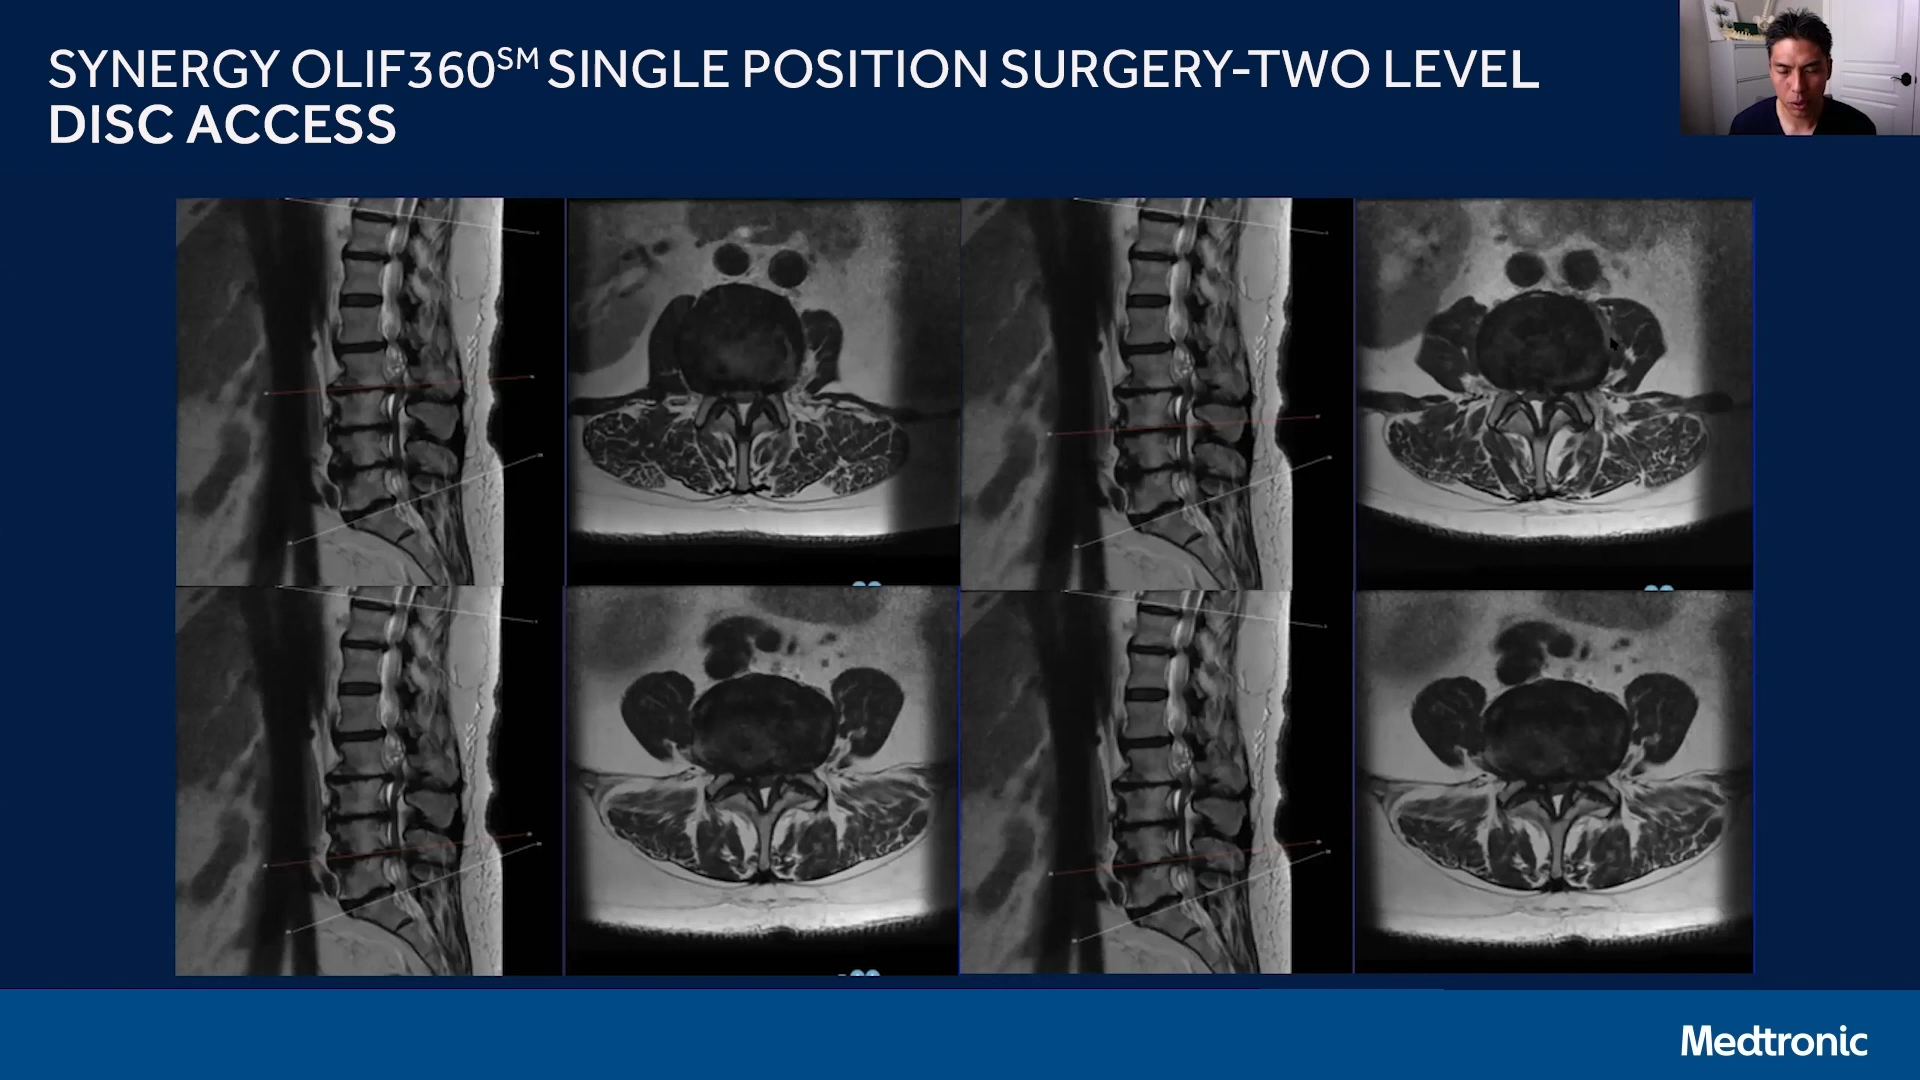 SYNERGY OLIF360SM SINGLE POSITION SURGERY-TWO LEVEL
DISC ACCESS
Medtronic